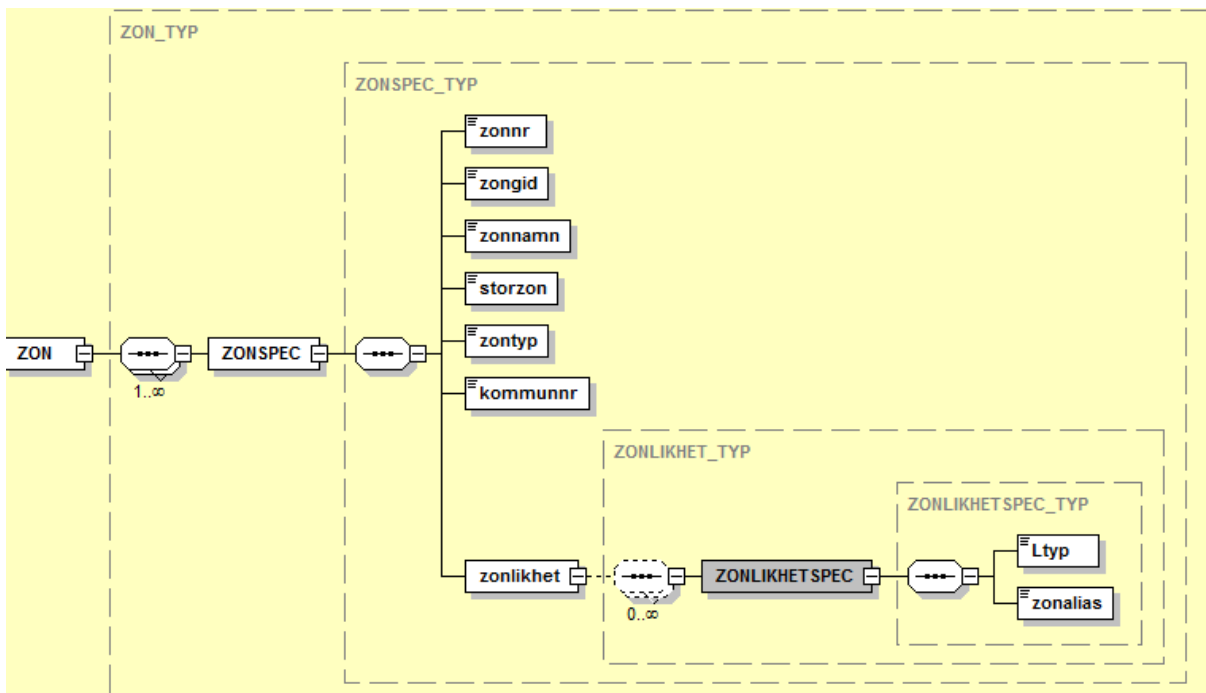 ZON_TYP
ZONSPEC_TYP
zonnr
zongid
zonnamn
storzon
zontyp
ZON
ZONSPEC
1..∞
kommunnr
ZONLIKHET_TYP
ZONLIKHETSPEC_TYP
Ltyp
zonlikhet
ZONLIKHETSPEC
zonalias
0..∞